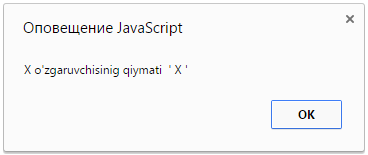 Оповещение JavaScript
X o'zgaruvchisinig qiymati ' X '
OK